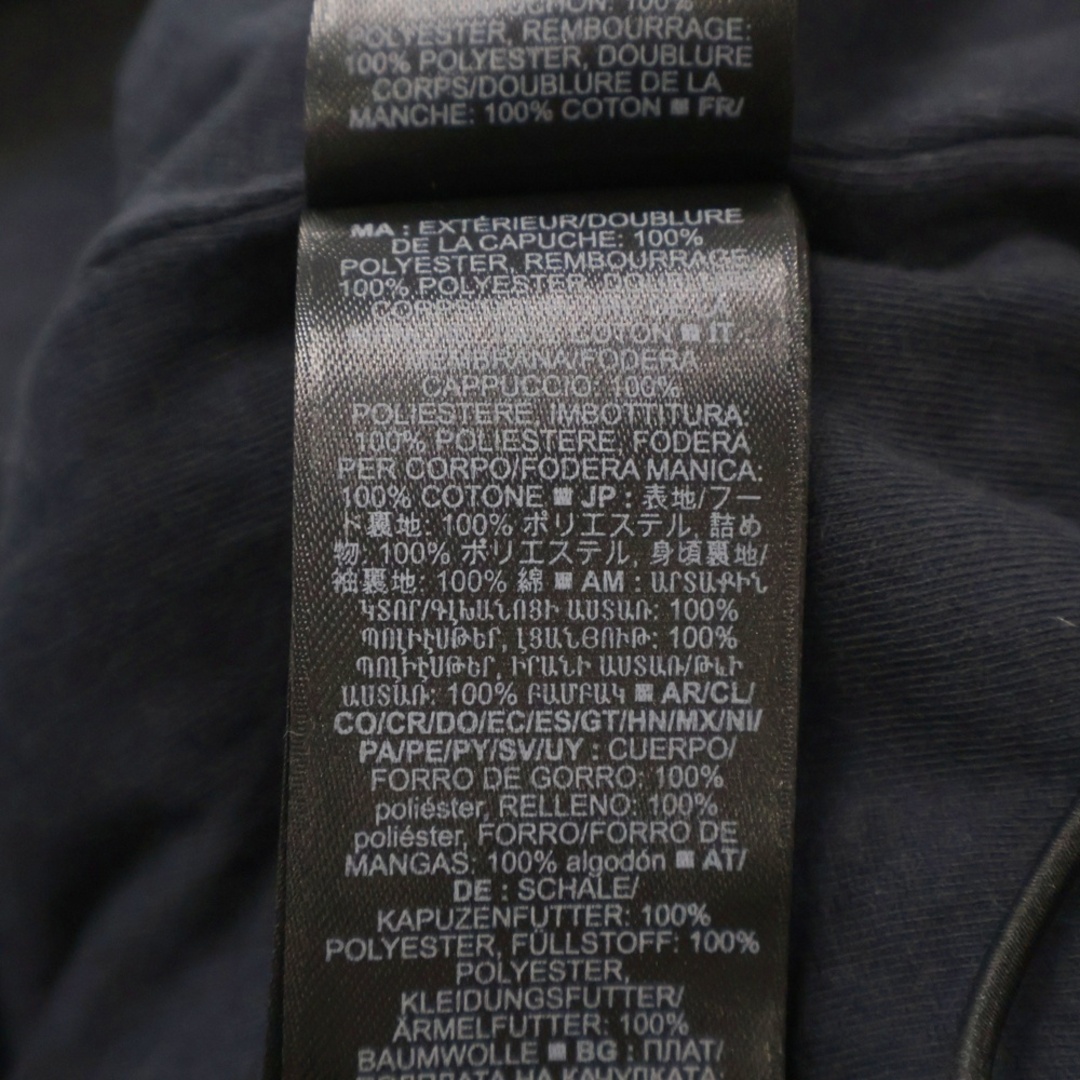 100%
POLYESTER, REMBOURRAGE:
100% POLYESTER, DOUBLURE
CORPS/DOUBLURE DE LA
MANCHE: 100% COTON ■ FR/
MA : EXTÉRIEUR/DOUBLURE
DE LA CAPUCHE: 100%
POLYESTER, REMBOURRAGE:
100% POLYESTER,
COTON ■ IT :
MEMBRANA/FODERA
CAPPUCCIO: 100%
POLIESTERE, IMBOTTITURA:
100% POLIESTERE, FODERA
PER CORPO/FODERA MANICA:
100% COTONE ■ JP : 表地/フー
ド裏地: 100% ポリエステル, 詰め
物: 100% ポリエステル, 身頃裏地/
袖裏地: 100% 綿 ■ AM : ԱՐՏԱՔԻՆ
ԿՏՈՐ/ԳԼԽԱՆՈՑԻ ԱՍՏԱՌ: 100%
ՊՈԼԻԷՍԹԵՐ, ԼՑԱՆՅՈՒԹ: 100%
ՊՈԼԻԷՍԹԵՐ, ԻՐԱՆԻ ԱՍՏԱՌ/ԹԵՎԻ
ԱՍՏԱՌ: 100% ԲԱՄԲԱԿ ■ AR/CL/
CO/CR/DO/EC/ES/GT/HN/MX/NI/
PA/PE/PY/SV/UY : CUERPO/
FORRO DE GORRO: 100%
poliéster, RELLENO: 100%
poliéster, FORRO/FORRO DE
MANGAS: 100% algodón ■ AT/
DE : SCHALE/
KAPUZENFUTTER: 100%
POLYESTER, FÜLLSTOFF: 100%
POLYESTER,
KLEIDUNGSFUTTER/
ÄRMELFUTTER: 100%
BAUMWOLLE ■ BG : ПЛАТ/
ПОДПЛАТА НА КАЧУЛКАТА: